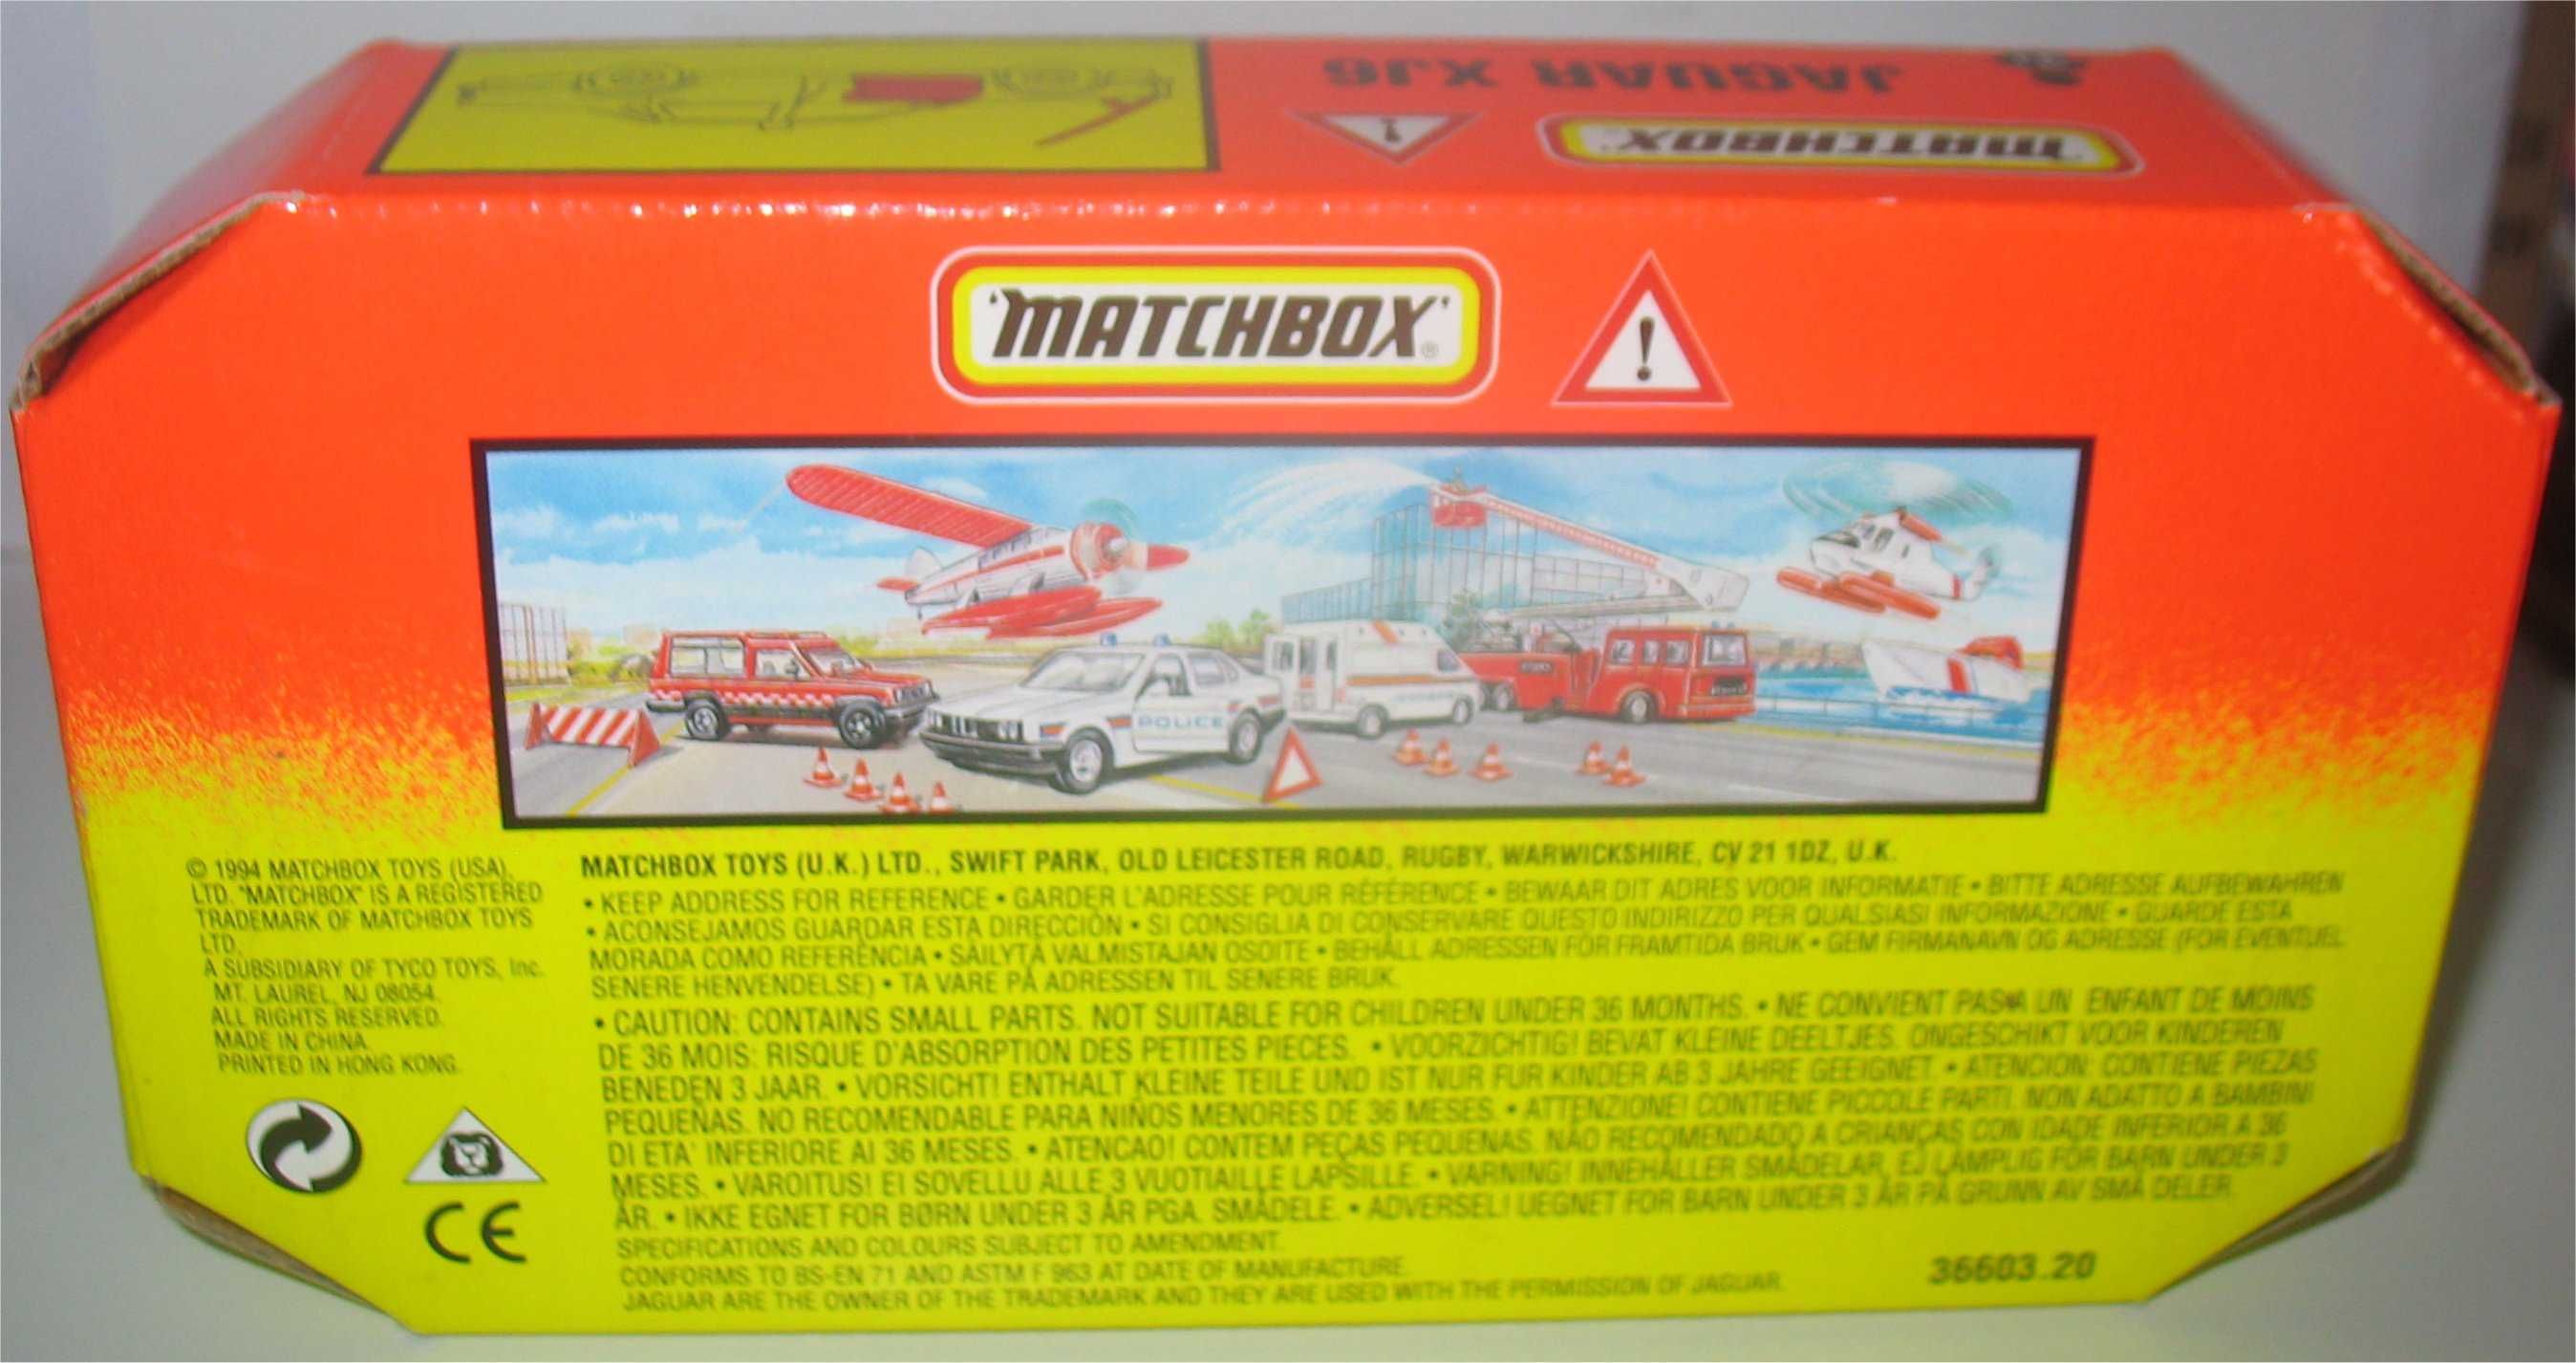 JAGUAR XJ6
'MATCHBOX'
'MATCHBOX'®
POLICE
© 1994 MATCHBOX TOYS (USA),
LTD. "MATCHBOX" IS A REGISTERED
TRADEMARK OF MATCHBOX TOYS
LTD.
A SUBSIDIARY OF TYCO TOYS, Inc.
MT. LAUREL, NJ 08054.
ALL RIGHTS RESERVED.
MADE IN CHINA.
PRINTED IN HONG KONG.
CE
MATCHBOX TOYS (U.K.) LTD., SWIFT PARK, OLD LEICESTER ROAD, RUGBY, WARWICKSHIRE, CV 21 1DZ, U.K.
• KEEP ADDRESS FOR REFERENCE • GARDER L'ADRESSE POUR RÉFÉRENCE • BEWAAR DIT ADRES VOOR INFORMATIE • BITTE ADRESSE AUFBEWAHREN
• ACONSEJAMOS GUARDAR ESTA DIRECCIÓN • SI CONSIGLIA DI CONSERVARE QUESTO INDIRIZZO PER QUALSIASI INFORMAZIONE • GUARDE ESTA
MORADA COMO REFERÊNCIA • SÄILYTÄ VALMISTAJAN OSOITE • BEHÅLL ADRESSEN FÖR FRAMTIDA BRUK • GEM FIRMANAVN OG ADRESSE (FOR EVENTUEL
SENERE HENVENDELSE) • TA VARE PÅ ADRESSEN TIL SENERE BRUK.
• CAUTION: CONTAINS SMALL PARTS. NOT SUITABLE FOR CHILDREN UNDER 36 MONTHS. • NE CONVIENT PAS A UN ENFANT DE MOINS
DE 36 MOIS: RISQUE D'ABSORPTION DES PETITES PIECES. • VOORZICHTIG! BEVAT KLEINE DEELTJES. ONGESCHIKT VOOR KINDEREN
BENEDEN 3 JAAR. • VORSICHT! ENTHALT KLEINE TEILE UND IST NUR FUR KINDER AB 3 JAHRE GEEIGNET. • ATENCION: CONTIENE PIEZAS
PEQUEÑAS. NO RECOMENDABLE PARA NIÑOS MENORES DE 36 MESES. • ATTENZIONE! CONTIENE PICCOLE PARTI. NON ADATTO A BAMBINI
DI ETA' INFERIORE AI 36 MESES. • ATENCAO! CONTEM PEÇAS PEQUENAS. NÃO RECOMENDADO A CRIANÇAS CON IDADE INFERIOR A 36
MESES. • VAROITUS! EI SOVELLU ALLE 3 VUOTIAILLE LAPSILLE. • VARNING! INNEHÅLLER SMÅDELAR, EJ LÄMPLIG FÖR BARN UNDER 3
ÅR. • IKKE EGNET FOR BØRN UNDER 3 ÅR PGA. SMÅDELE. • ADVERSEL! UEGNET FOR BARN UNDER 3 ÅR PÅ GRUNN AV SMÅ DELER.
SPECIFICATIONS AND COLOURS SUBJECT TO AMENDMENT.
CONFORMS TO BS-EN 71 AND ASTM F 963 AT DATE OF MANUFACTURE.
JAGUAR ARE THE OWNER OF THE TRADEMARK AND THEY ARE USED WITH THE PERMISSION OF JAGUAR.
36603.20